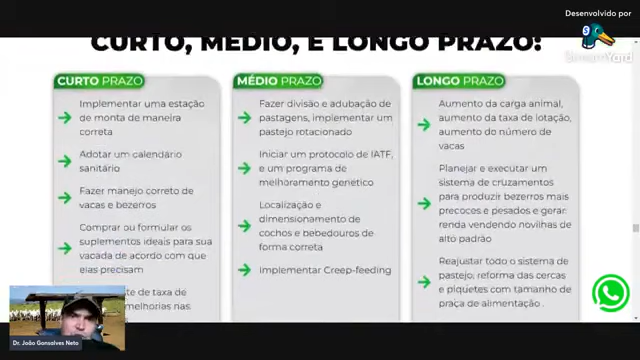 Desenvolvido por
StreamYard
CURTO, MÉDIO, E LONGO PRAZO:
CURTO PRAZO
Implementar uma estação
de monta de maneira
correta
Adotar um calendário
sanitário
Fazer manejo correto de
vacas e bezerros
Comprar ou formular os
suplementos ideais para sua
vacada de acordo com que
elas precisam
ste de taxa de
melhorias nas
MÉDIO PRAZO
Fazer divisão e adubação de
pastagens, implementar um
pastejo rotacionado
Iniciar um protocolo de IATF,
e um programa de
melhoramento genético
Localização e
dimensionamento de
cochos e bebedouros de
forma correta
Implementar Creep-feeding
LONGO PRAZO
Aumento da carga animal,
aumento da taxa de lotação,
aumento do número de
vacas
Planejar e executar um
sistema de cruzamentos
para produzir bezerros mais
precoces e pesados e gerar
renda vendendo novilhas de
alto padrão
Reajustar todo o sistema de
pastejo, reforma das cercas
e piquetes com tamanho de
praça de alimentação .
Dr. João Gonsalves Neto